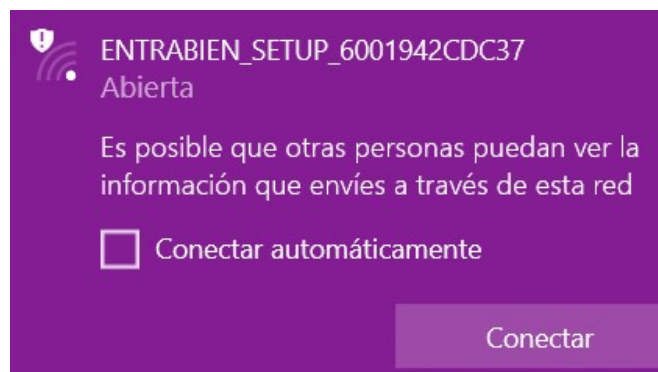 ENTRABIEN_SETUP_6001942CDC37
Abierta
Es posible que otras personas puedan ver la
información que envíes a través de esta red
Conectar automáticamente
Conectar